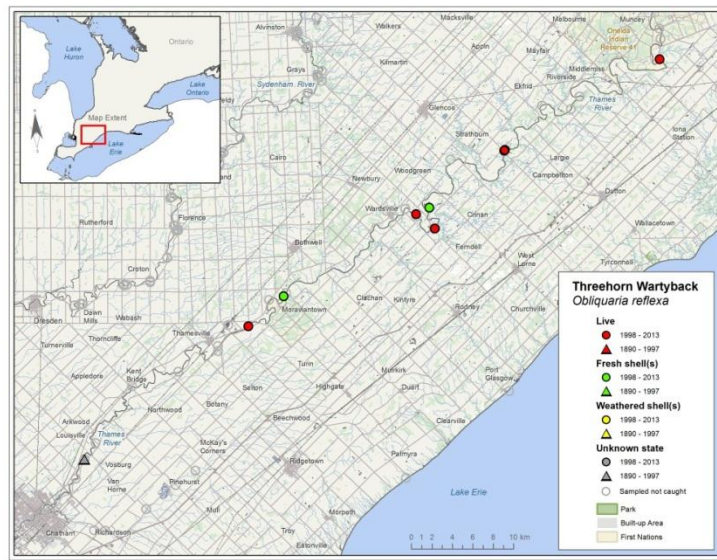 Ontario
Lake Huron
Lake Ontario
Map Extent
Lake Erie
Alvinston
Macksville
Melbourne
Muncey
Oneida
Indian
Reserve 41
Walkers
Appin
Mayfair
Kilmartin
Middlemiss
Riverside
Grays
Sydenham River
Ekfrid
Thames River
Glencoe
Iona Station
Strathburn
Cairo
Largie
Campbellton
Woodgreen
Newbury
Dutton
Wardsville
Crinan
Wallacetown
Florence
Rutherford
Bothwell
Ferndell
Tyrconnell
West Lorne
Croton
Clachan
Kintyre
Moraviantown
Rodney
Churchville
Dresden
Dawn Mills
Wabash
Thamesville
Turnerville
Thorncliffe
Turin
Muirkirk
Port Glasgow
Kent Bridge
Selton
Highgate
Duart
Appledore
Botany
Northwood
Beechwood
Clearville
Arkwood
Louisville
Thames River
McKay's Corners
Palmyra
Vosburg
Ridgetown
Van Horne
Pinehurst
Lake Erie
Mull
Morpeth
Chatham
Richardson
Troy
Eatonville
0 1 2 4 6 8 10 km
Threehorn Wartyback
Obliquaria reflexa
Live
1998 - 2013
1890 - 1997
Fresh shell(s)
1998 - 2013
1890 - 1997
Weathered shell(s)
1998 - 2013
1890 - 1997
Unknown state
1998 - 2013
1890 - 1997
Sampled not caught
Park
Built-up Area
First Nations